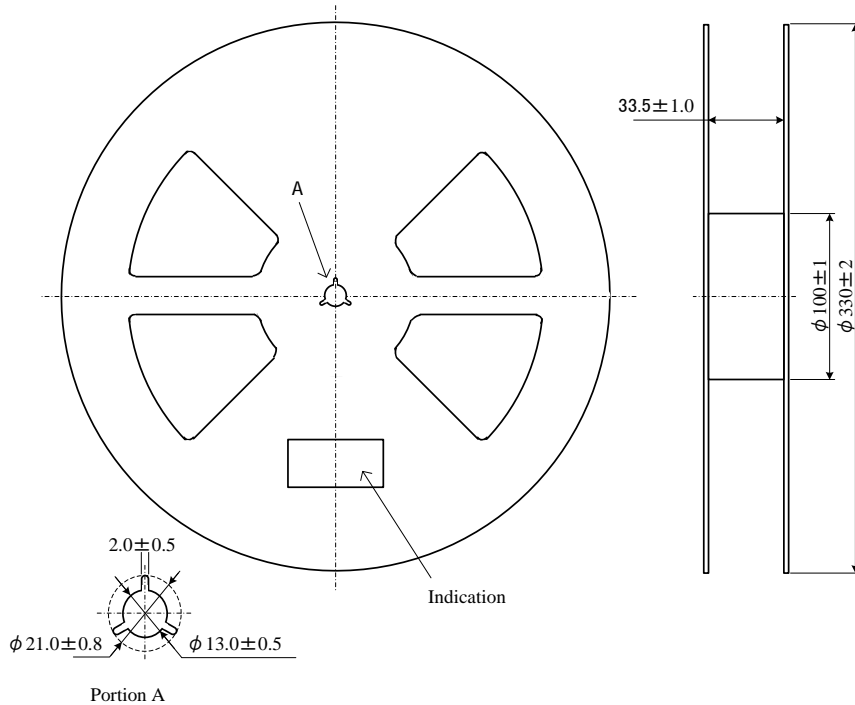 33.5±1.0
A
φ100±1
φ330±2
2.0±0.5
Indication
φ21.0±0.8
φ13.0±0.5
Portion A